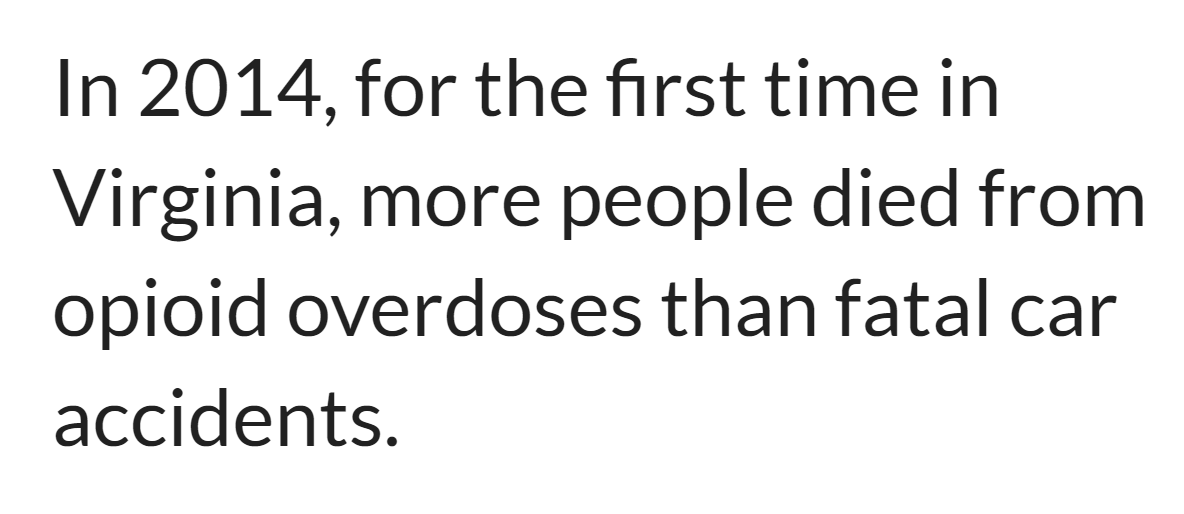 In 2014, for the first time in
Virginia, more people died from
opioid overdoses than fatal car
accidents.